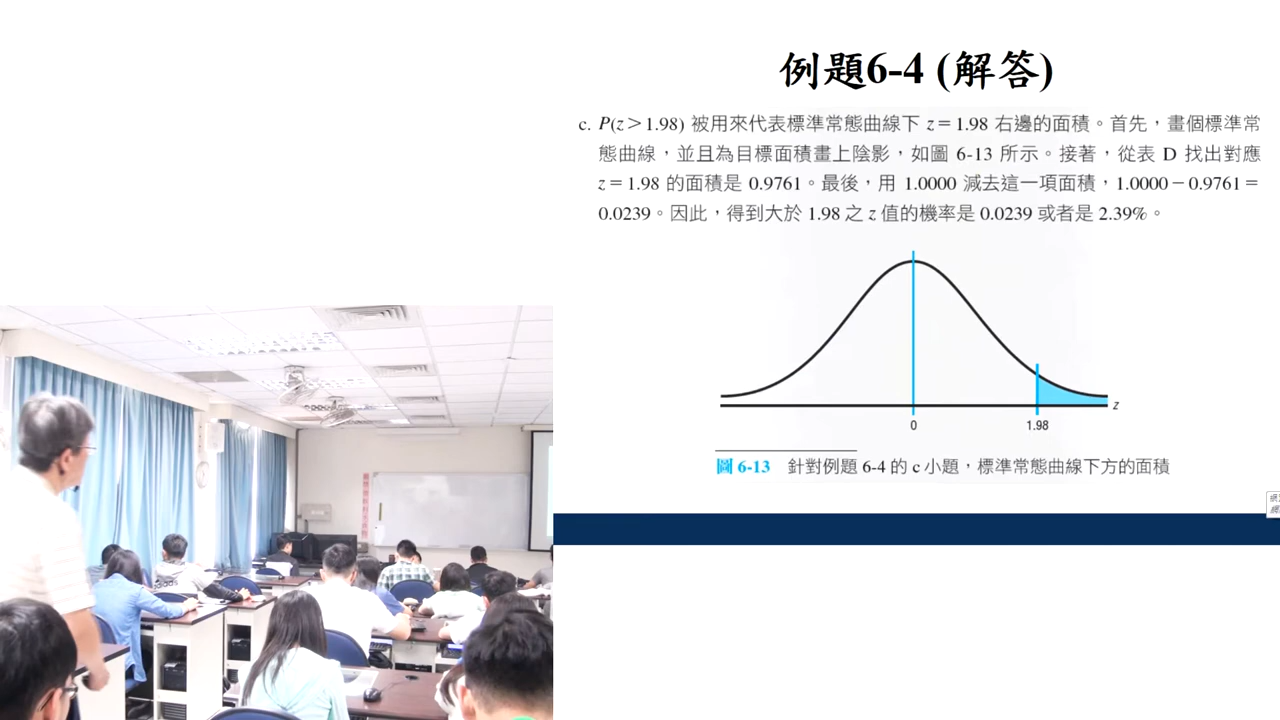 例題6-4 (解答)
c. P(z＞1.98) 被用來代表標準常態曲線下 z＝1.98 右邊的面積。首先，畫個標準常
態曲線，並且為目標面積畫上陰影，如圖 6-13 所示。接著，從表 D 找出對應
z＝1.98 的面積是 0.9761。最後，用 1.0000 減去這一項面積，1.0000－0.9761＝
0.0239。因此，得到大於 1.98 之 z 值的機率是 0.0239 或者是 2.39%。
z
0 1.98
圖 6-13 針對例題 6-4 的 c 小題，標準常態曲線下方的面積
adidas